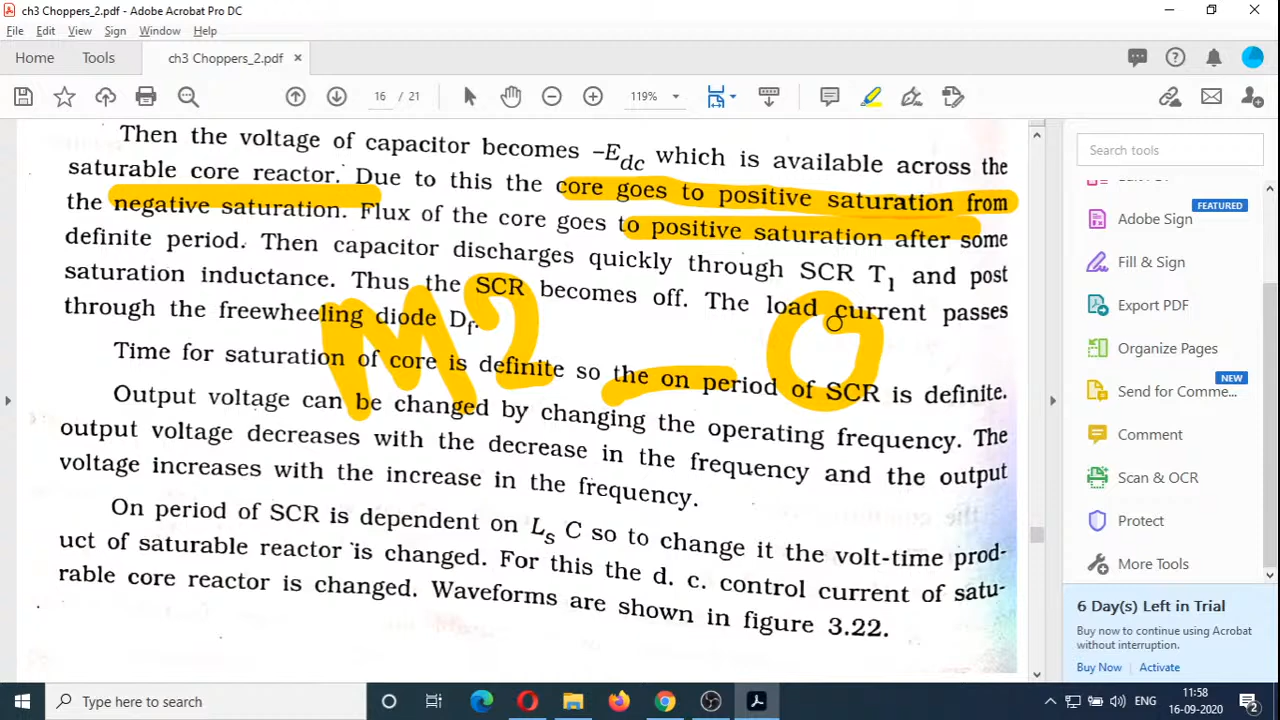 ch3 Choppers_2.pdf - Adobe Acrobat Pro DC
File Edit View Sign Window Help
Home Tools ch3 Choppers_2.pdf ×
16 / 21 119%
Then the voltage of capacitor becomes –Edc which is available across the
saturable core reactor. Due to this the core goes to positive saturation from
the negative saturation. Flux of the core goes to positive saturation after some
definite period. Then capacitor discharges quickly through SCR T1 and post
saturation inductance. Thus the SCR becomes off. The load current passes
through the freewheeling diode Df.
Time for saturation of core is definite so the on period of SCR is definite.
Output voltage can be changed by changing the operating frequency. The
output voltage decreases with the decrease in the frequency and the output
voltage increases with the increase in the frequency.
On period of SCR is dependent on Ls C so to change it the volt-time prod-
uct of saturable reactor is changed. For this the d. c. control current of satu-
rable core reactor is changed. Waveforms are shown in figure 3.22.
M2
Search tools
Adobe Sign
FEATURED
Fill & Sign
Export PDF
Organize Pages
Send for Comme...
NEW
Comment
Scan & OCR
Protect
More Tools
6 Day(s) Left in Trial
Buy now to continue using Acrobat
without interruption.
Buy Now Activate
Type here to search
ENG
11:58
16-09-2020
2